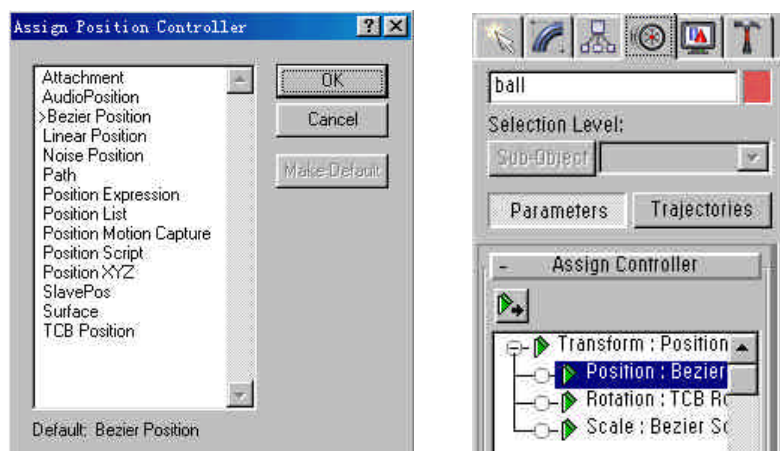 Assign Position Controller
Attachment
AudioPosition
>Bezier Position
Linear Position
Noise Position
Path
Position Expression
Position List
Position Motion Capture
Position Script
Position XYZ
SlavePos
Surface
TCB Position
OK
Cancel
Make Default
Default: Bezier Position
ball
Selection Level:
Sub-Object
Parameters Trajectories
- Assign Controller
Transform : Position
Position : Bezier
Rotation : TCB Ro
Scale : Bezier Sc